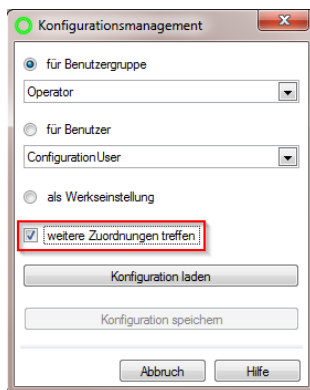 Konfigurationsmanagement
für Benutzergruppe
Operator
für Benutzer
ConfigurationUser
als Werkseinstellung
weitere Zuordnungen treffen
Konfiguration laden
Konfiguration speichern
Abbruch Hilfe